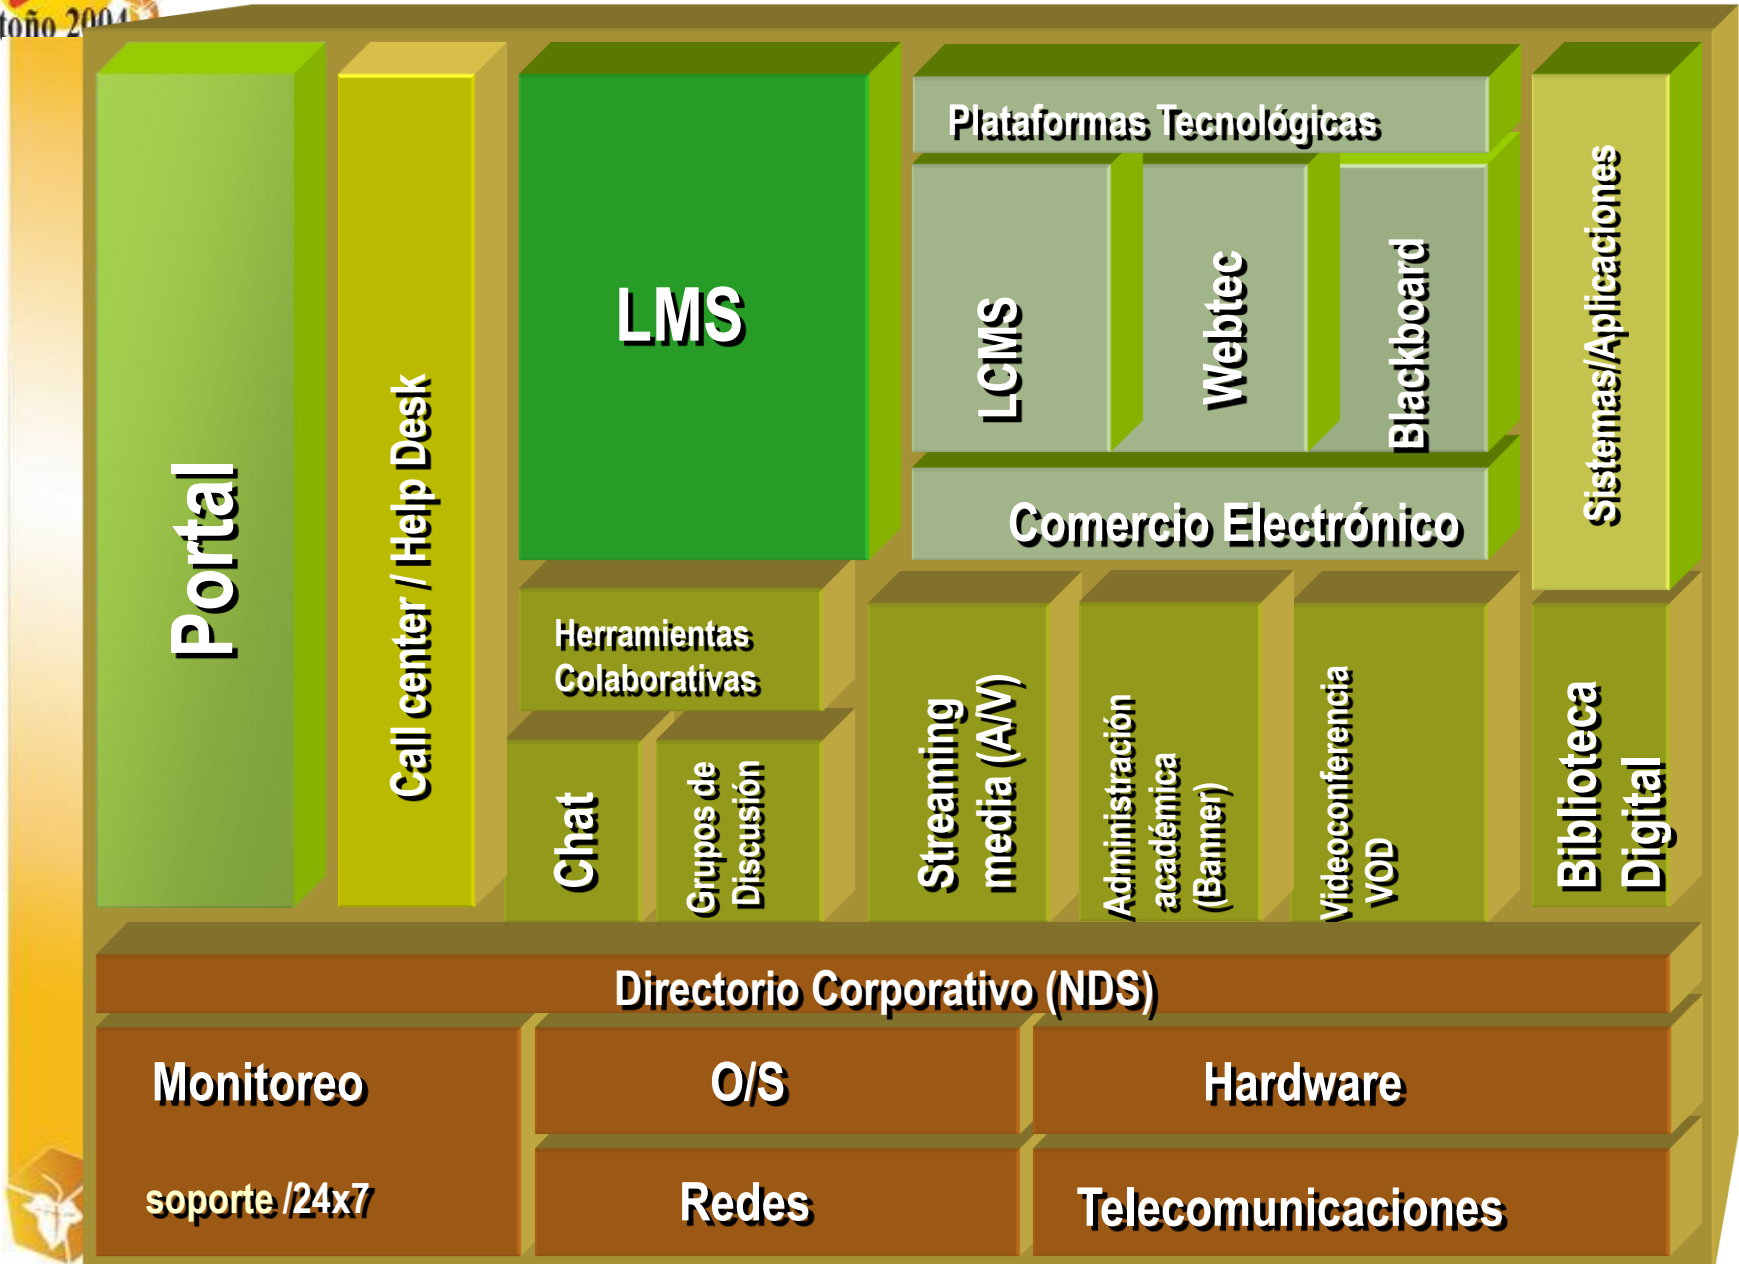 2004
Portal
Call center / Help Desk
LMS
Plataformas Tecnológicas
LCMS
Webtec
Blackboard
Comercio Electrónico
Sistemas/Aplicaciones
Herramientas
Colaborativas
Chat
Grupos de
Discusión
Streaming
media (A/V)
Administración
académica
(Banner)
Videoconferencia
VOD
Biblioteca
Digital
Directorio Corporativo (NDS)
Monitoreo
soporte /24x7
O/S
Hardware
Redes
Telecomunicaciones